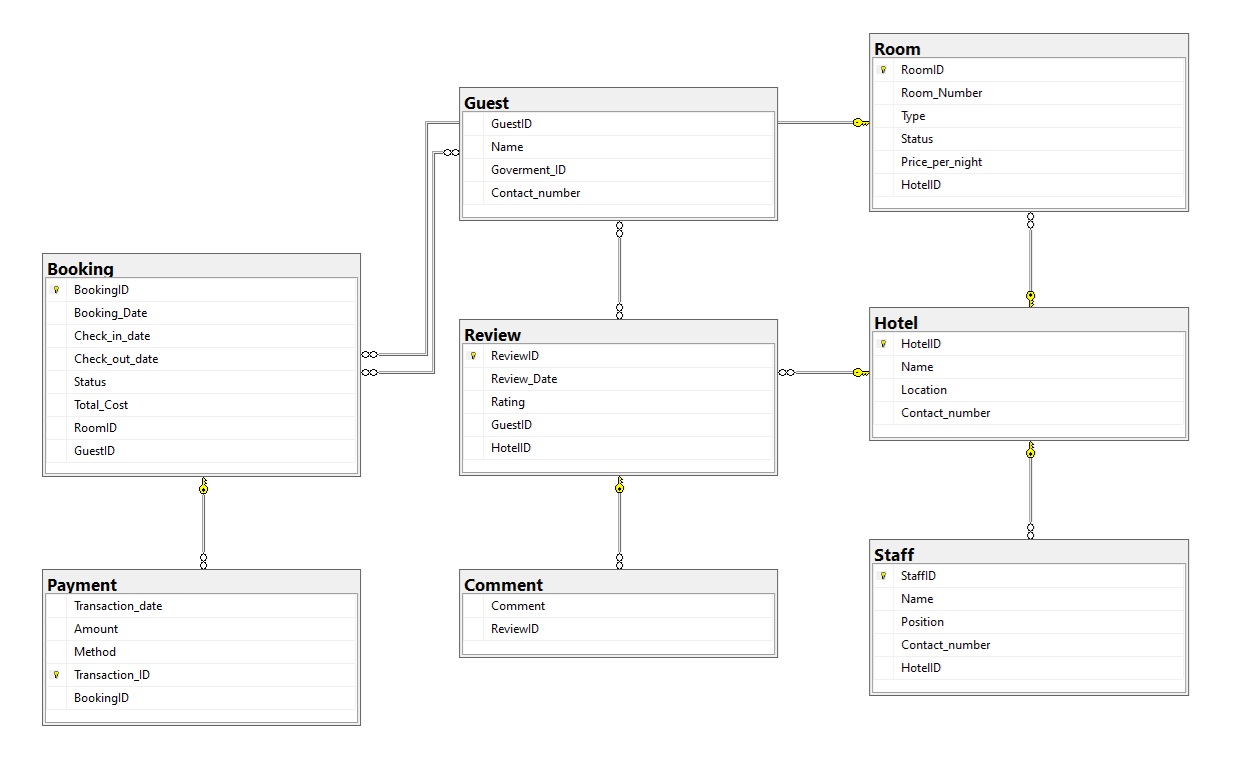 Room
RoomID
Room_Number
Type
Status
Price_per_night
HotelID
Guest
GuestID
Name
Goverment_ID
Contact_number
Booking
BookingID
Booking_Date
Check_in_date
Check_out_date
Status
Total_Cost
RoomID
GuestID
Review
ReviewID
Review_Date
Rating
GuestID
HotelID
Hotel
HotelID
Name
Location
Contact_number
Payment
Transaction_date
Amount
Method
Transaction_ID
BookingID
Comment
Comment
ReviewID
Staff
StaffID
Name
Position
Contact_number
HotelID